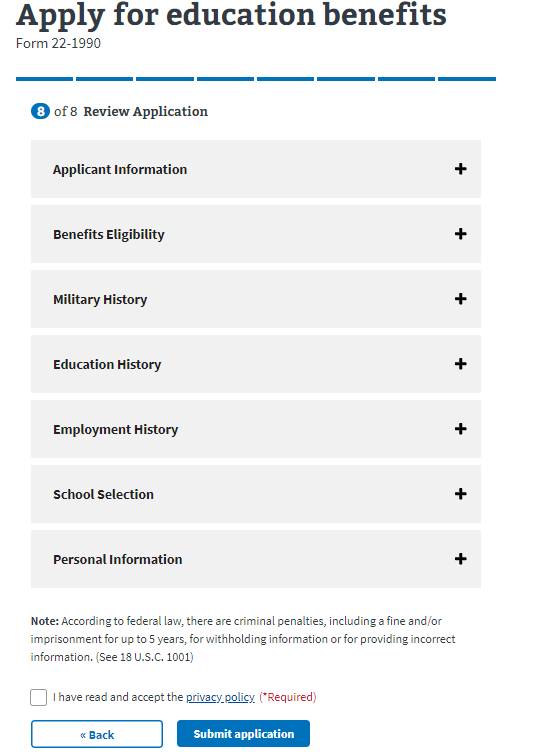 Apply for education benefits
Form 22-1990
8 of 8 Review Application
Applicant Information
Benefits Eligibility
Military History
Education History
Employment History
School Selection
Personal Information
Note: According to federal law, there are criminal penalties, including a fine and/or
imprisonment for up to 5 years, for withholding information or for providing incorrect
information. (See 18 U.S.C. 1001)
I have read and accept the privacy policy (*Required)
« Back
Submit application